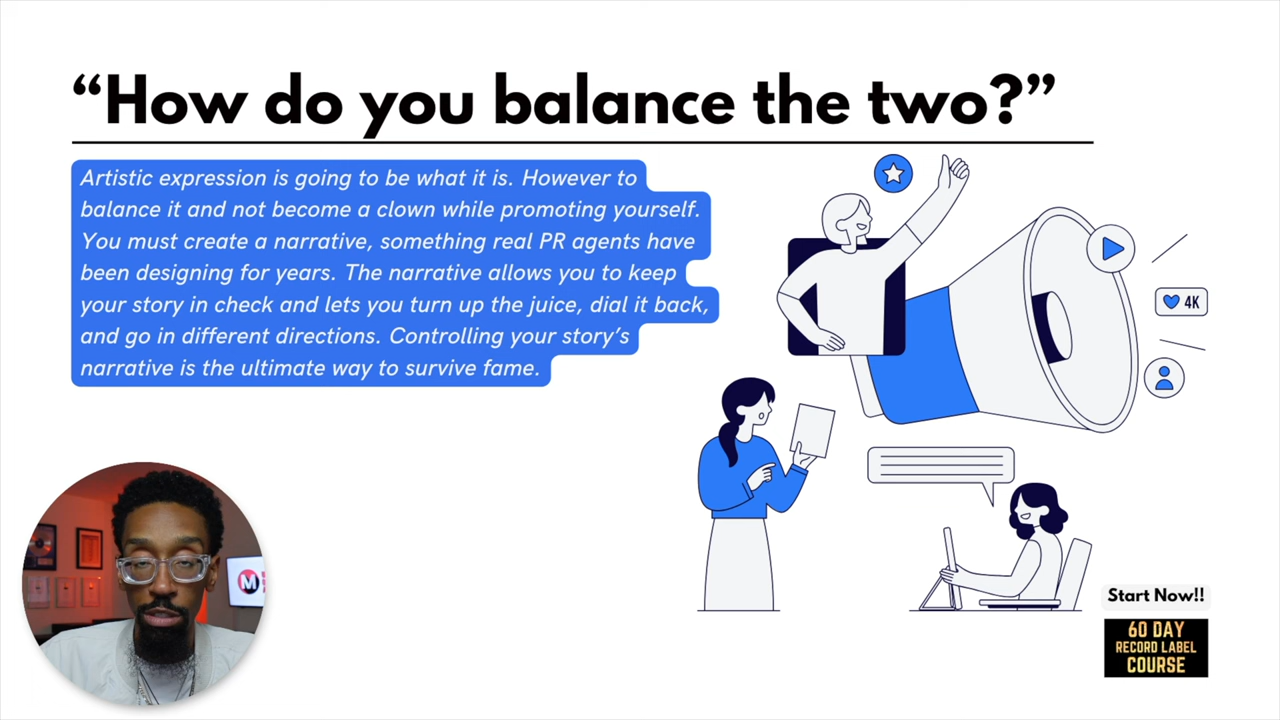 “How do you balance the two?”
Artistic expression is going to be what it is. However to
balance it and not become a clown while promoting yourself.
You must create a narrative, something real PR agents have
been designing for years. The narrative allows you to keep
your story in check and lets you turn up the juice, dial it back,
and go in different directions. Controlling your story’s
narrative is the ultimate way to survive fame.
4K
M
Start Now!!
60 DAY
RECORD LABEL
COURSE